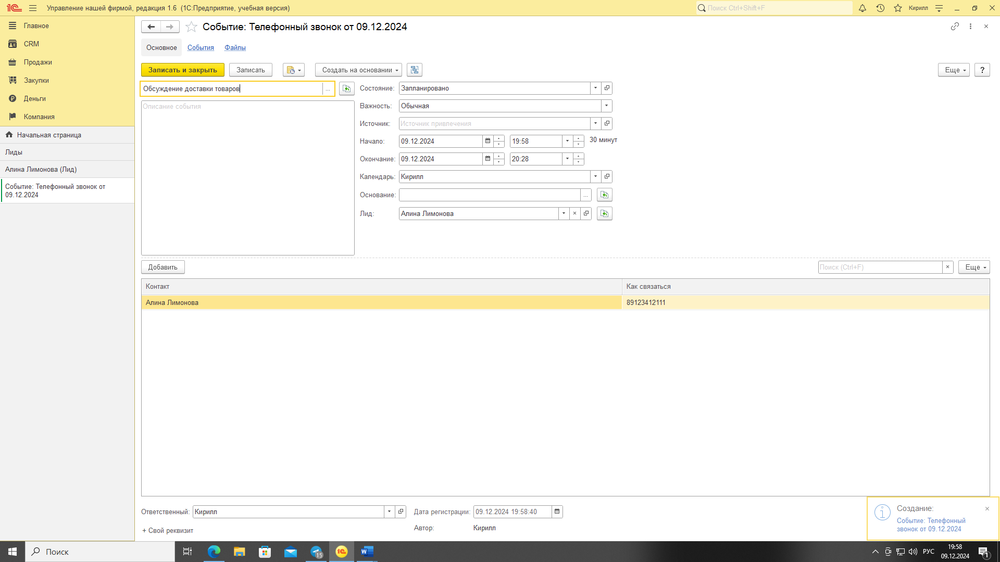 Управление нашей фирмой, редакция 1.6 (1С:Предприятие, учебная версия)
Поиск Ctrl+Shift+F
Кирилл
Главное
CRM
Продажи
Закупки
Деньги
Компания
Начальная страница
Лиды
Алина Лимонова (Лид)
Событие: Телефонный звонок от
09.12.2024
Событие: Телефонный звонок от 09.12.2024
Основное
События
Файлы
Записать и закрыть
Записать
Создать на основании
Еще
?
Обсуждение доставки товаров
...
Описание события
Состояние:
Запланировано
Важность:
Обычная
Источник:
Источник привлечения
Начало:
09.12.2024
19:58
30 минут
Окончание:
09.12.2024
20:28
Календарь:
Кирилл
Основание:
...
Лид:
Алина Лимонова
Добавить
Поиск (Ctrl+F)
Еще
Контакт
Как связаться
Алина Лимонова
89123412111
Ответственный:
Кирилл
Дата регистрации:
09.12.2024 19:58:40
+ Свой реквизит
Автор:
Кирилл
Создание:
Событие: Телефонный
звонок от 09.12.2024
Поиск
15
РУС
19:58
09.12.2024
1